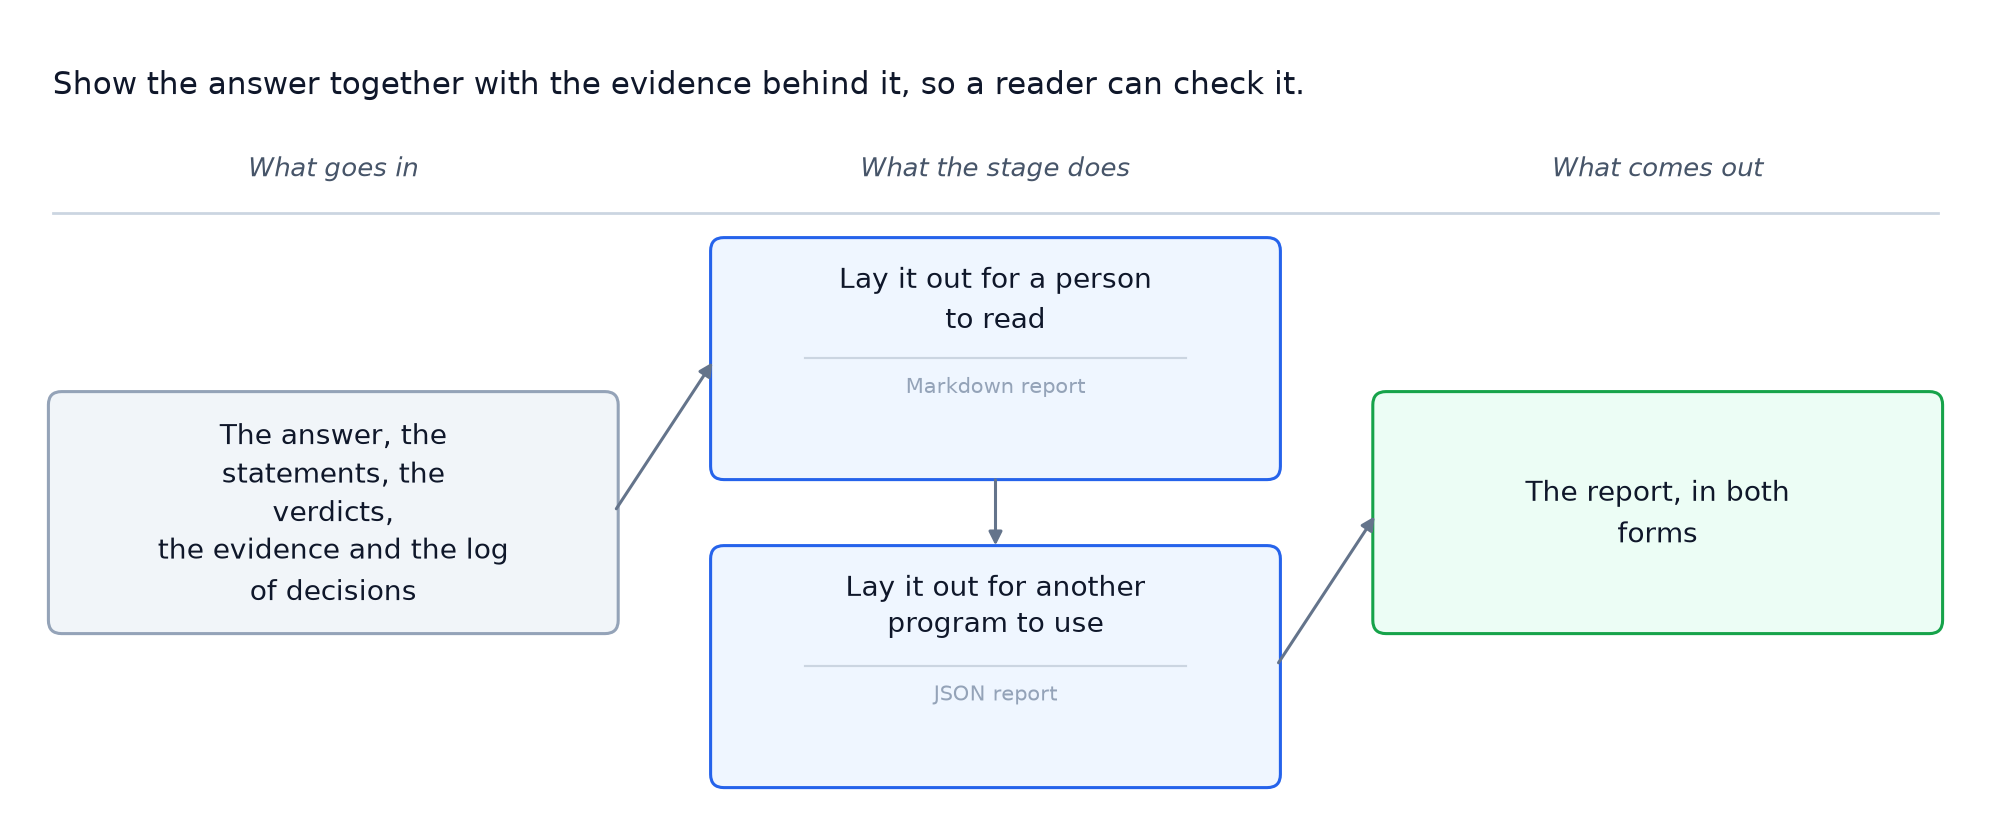 Show the answer together with the evidence behind it, so a reader can check it.
What goes in
What the stage does
What comes out
The answer, the
statements, the
verdicts,
the evidence and the log
of decisions
Lay it out for a person
to read
Markdown report
Lay it out for another
program to use
JSON report
The report, in both
forms